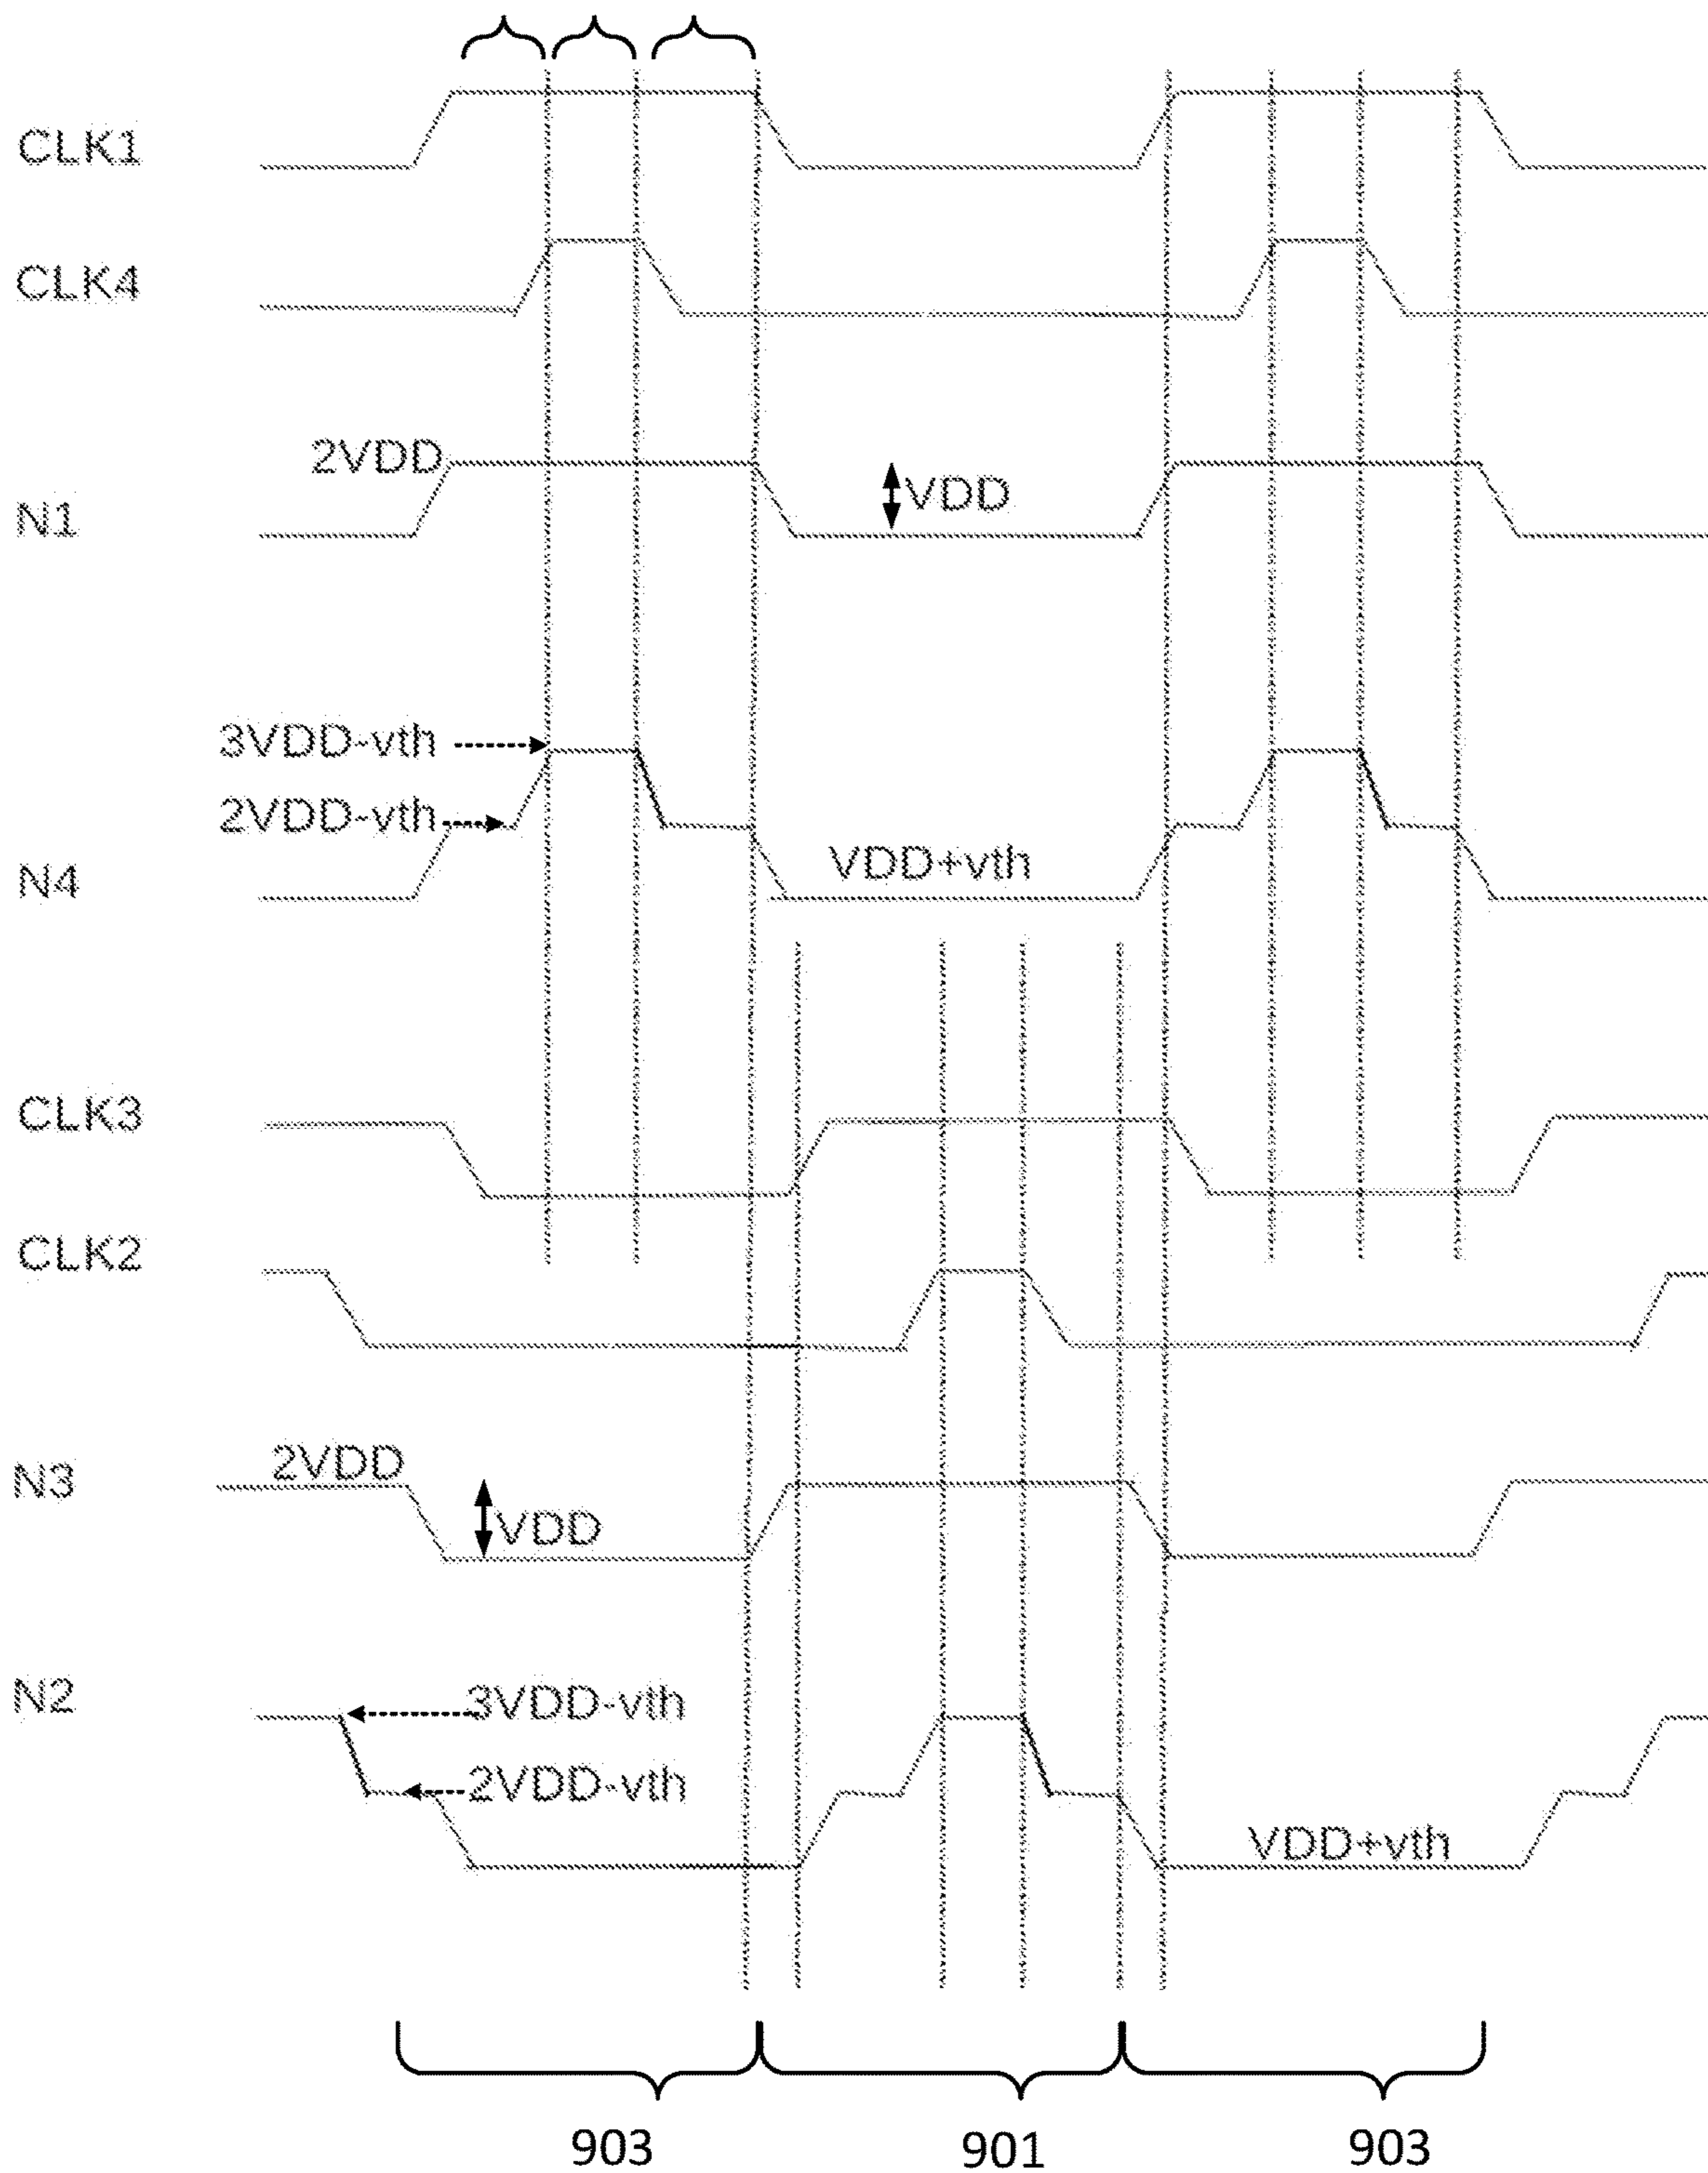 CLK1
CLK4
2VDD
VDD
N1
3VDD-vth
2VDD-vth
VDD+vth
N4
CLK3
CLK2
2VDD
N3
VDD
N2
3VDD-vth
2VDD-vth
VDD+vth
903
901
903